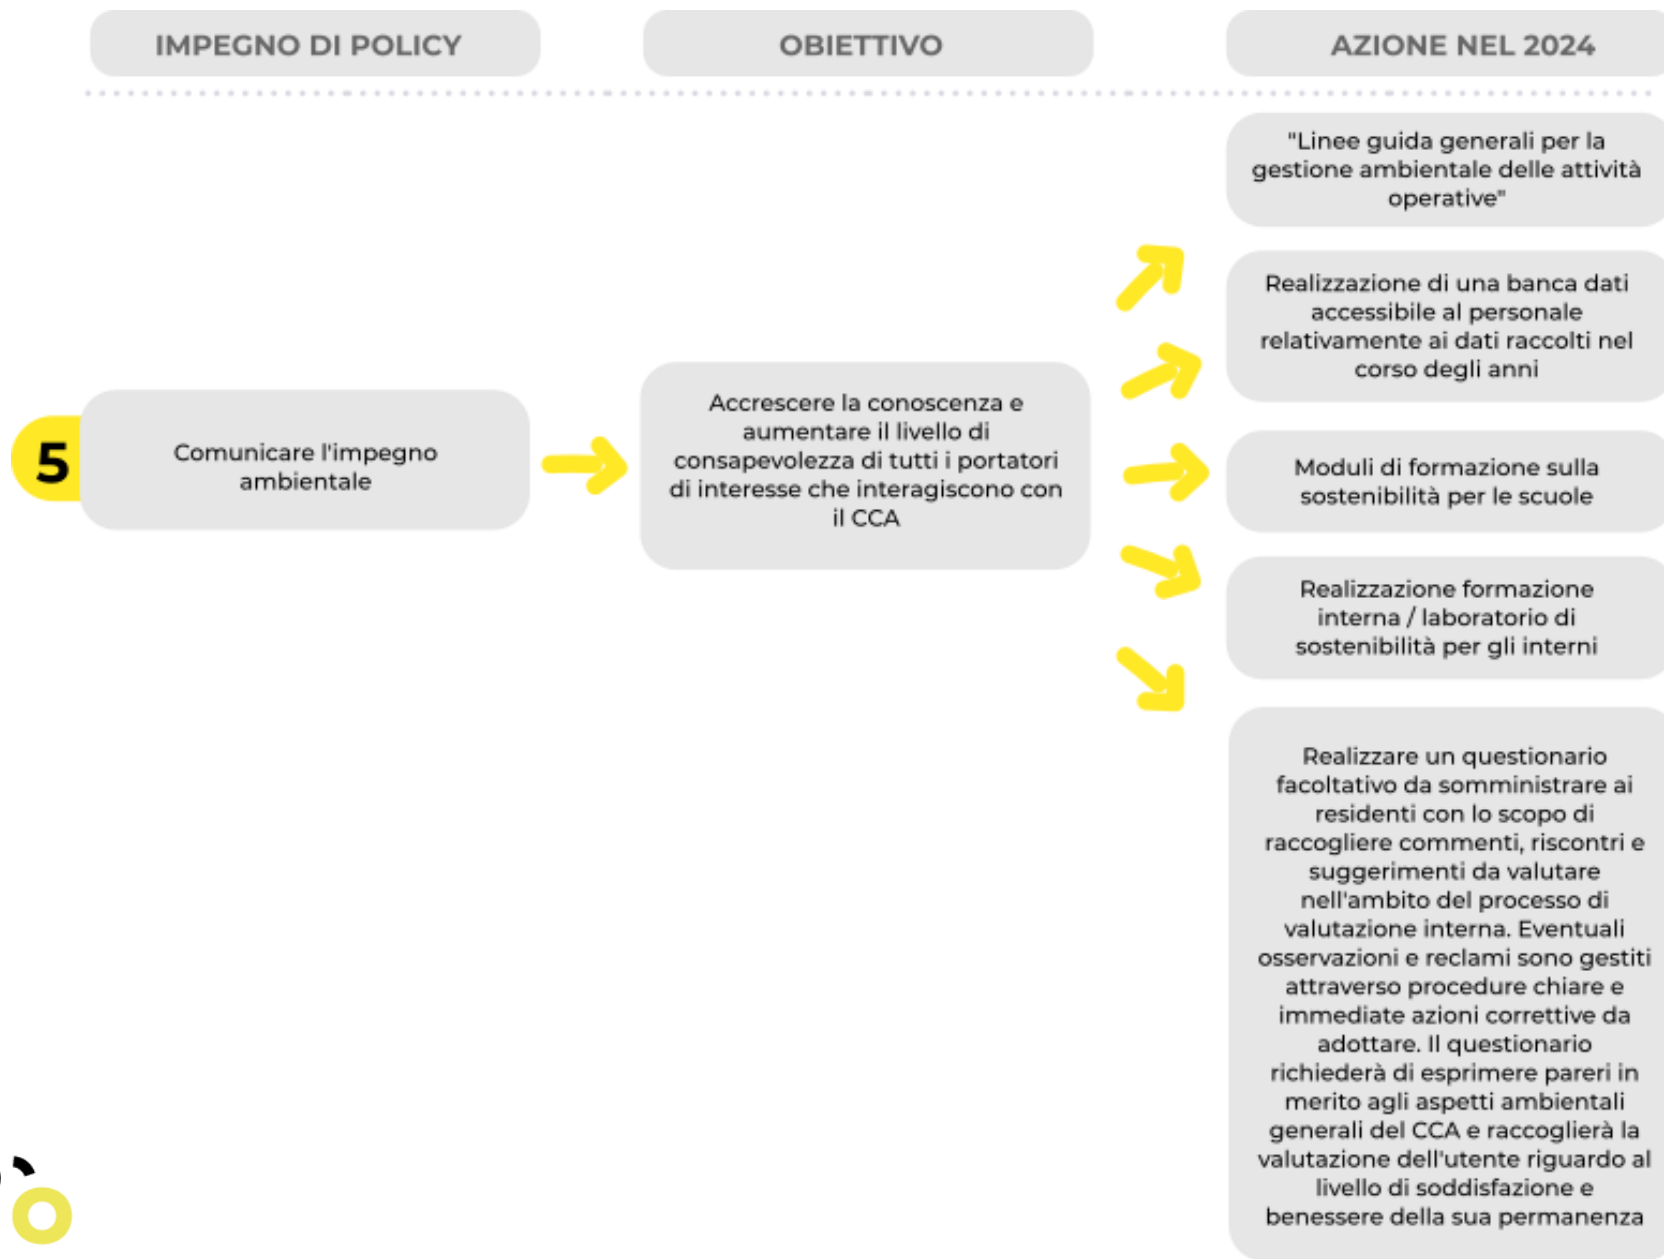 IMPEGNO DI POLICY
OBIETTIVO
AZIONE NEL 2024
5
Comunicare l'impegno
ambientale
Accrescere la conoscenza e
aumentare il livello di
consapevolezza di tutti i portatori
di interesse che interagiscono con
il CCA
"Linee guida generali per la
gestione ambientale delle attività
operative"
Realizzazione di una banca dati
accessibile al personale
relativamente ai dati raccolti nel
corso degli anni
Moduli di formazione sulla
sostenibilità per le scuole
Realizzazione formazione
interna / laboratorio di
sostenibilità per gli interni
Realizzare un questionario
facoltativo da somministrare ai
residenti con lo scopo di
raccogliere commenti, riscontri e
suggerimenti da valutare
nell'ambito del processo di
valutazione interna. Eventuali
osservazioni e reclami sono gestiti
attraverso procedure chiare e
immediate azioni correttive da
adottare. Il questionario
richiederà di esprimere pareri in
merito agli aspetti ambientali
generali del CCA e raccoglierà la
valutazione dell'utente riguardo al
livello di soddisfazione e
benessere della sua permanenza